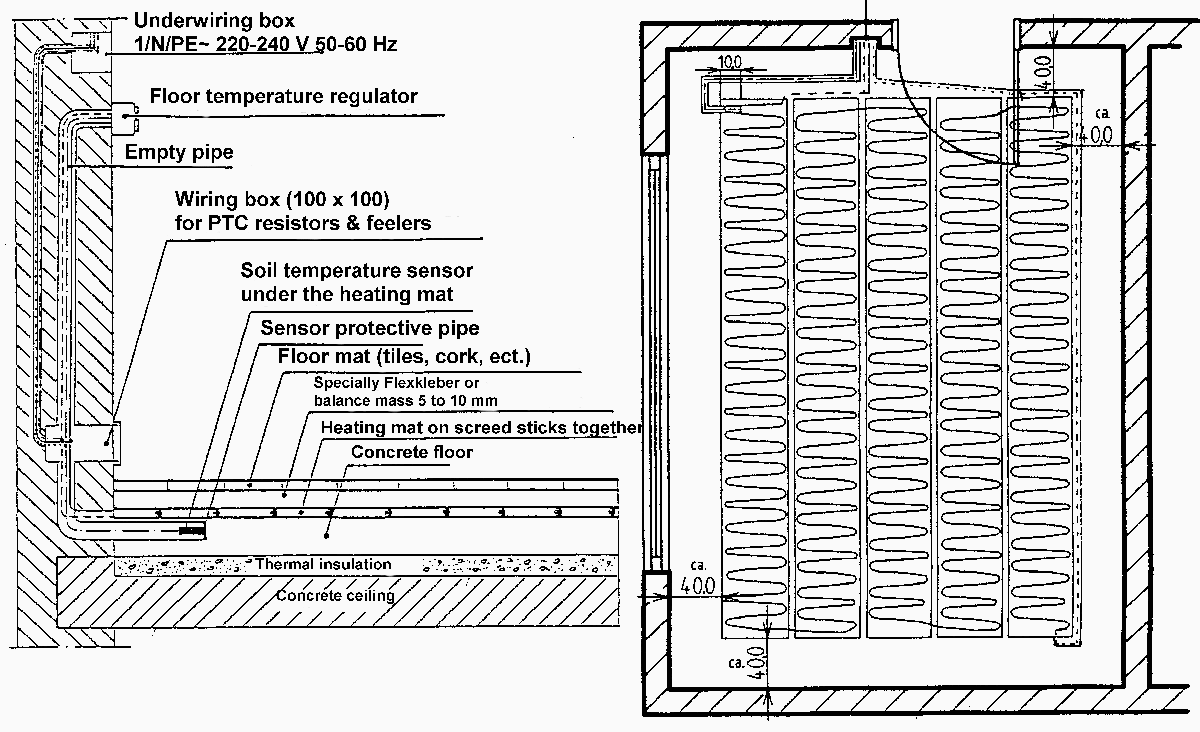 Underwiring box
1/N/PE~ 220-240 V 50-60 Hz
Floor temperature regulator
Empty pipe
Wiring box (100 x 100)
for PTC resistors & feelers
Soil temperature sensor
under the heating mat
Sensor protective pipe
Floor mat (tiles, cork, ect.)
Specially Flexkleber or
balance mass 5 to 10 mm
Heating mat on screed sticks together
Concrete floor
Thermal insulation
Concrete ceiling
100
400
ca.
400
ca.
400
ca.
400